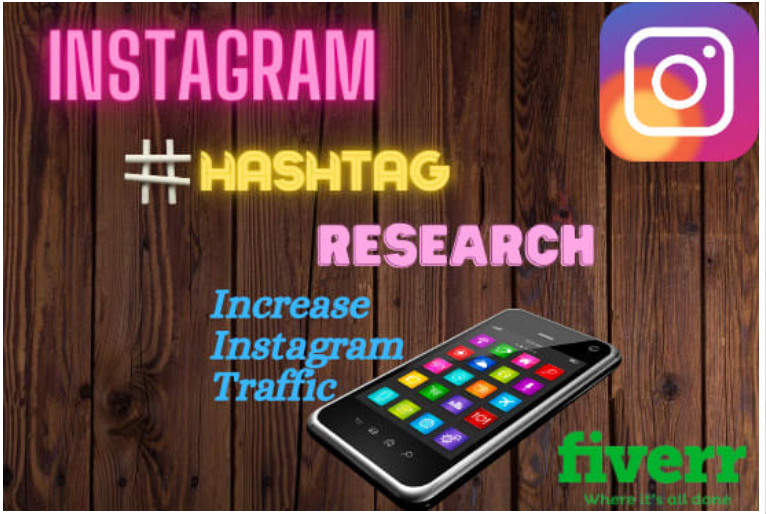 INSTAGRAM
# HASHTAG
RESEARCH
Increase
Instagram
Traffic
fiverr
Where it's all done